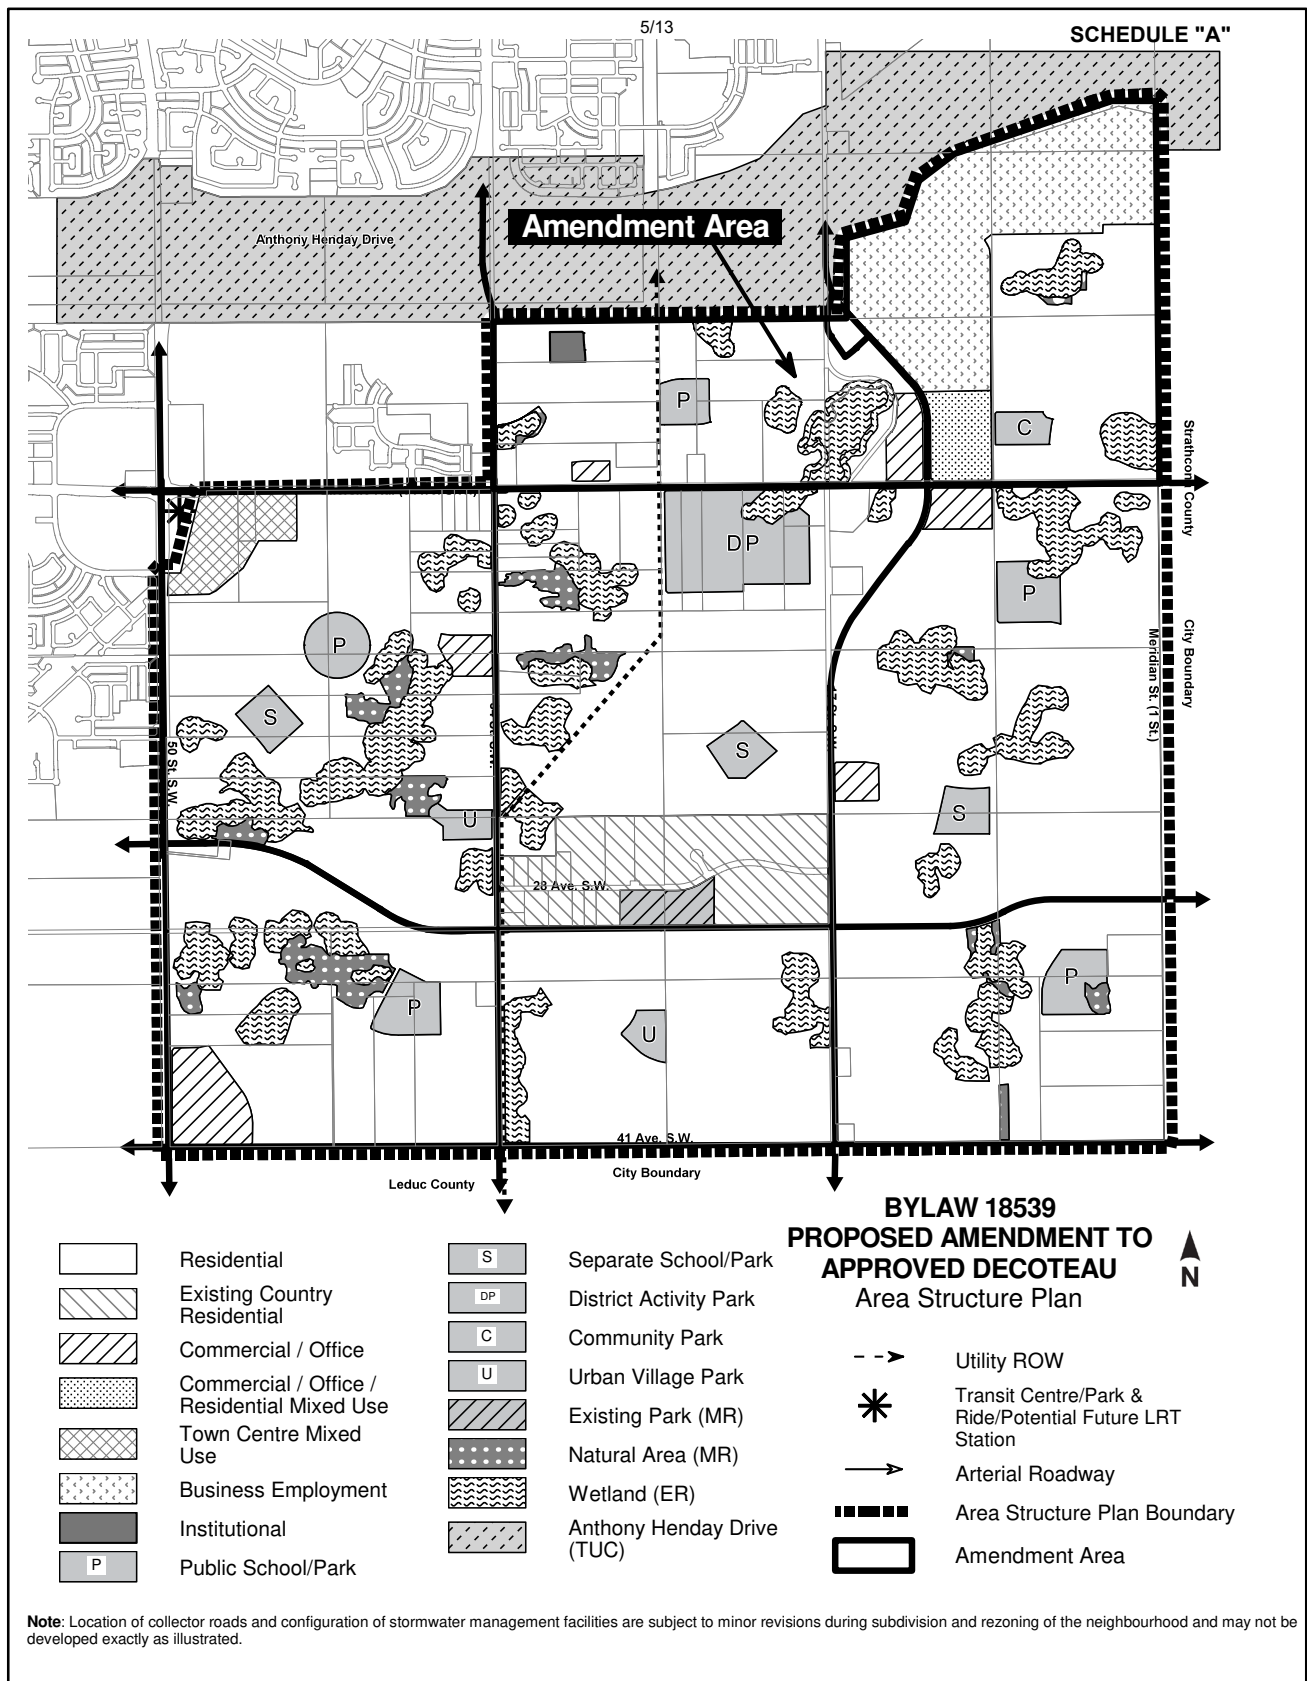 5/13
SCHEDULE "A"
Anthony Henday Drive
Amendment Area
P
C
Strathcona County
DP
P
P
City Boundary
Meridian St. (1 St.)
S
S
50 St. S.W.
S
U
28 Ave. S.W.
P
P
U
41 Ave. S.W.
City Boundary
Leduc County
BYLAW 18539
PROPOSED AMENDMENT TO
APPROVED DECOTEAU
Area Structure Plan
N
Residential
Existing Country
Residential
Commercial / Office
Commercial / Office /
Residential Mixed Use
Town Centre Mixed
Use
Business Employment
Institutional
P
Public School/Park
S
Separate School/Park
DP
District Activity Park
C
Community Park
U
Urban Village Park
Existing Park (MR)
Natural Area (MR)
Wetland (ER)
Anthony Henday Drive
(TUC)
Utility ROW
Transit Centre/Park &
Ride/Potential Future LRT
Station
Arterial Roadway
Area Structure Plan Boundary
Amendment Area
Note: Location of collector roads and configuration of stormwater management facilities are subject to minor revisions during subdivision and rezoning of the neighbourhood and may not be
developed exactly as illustrated.